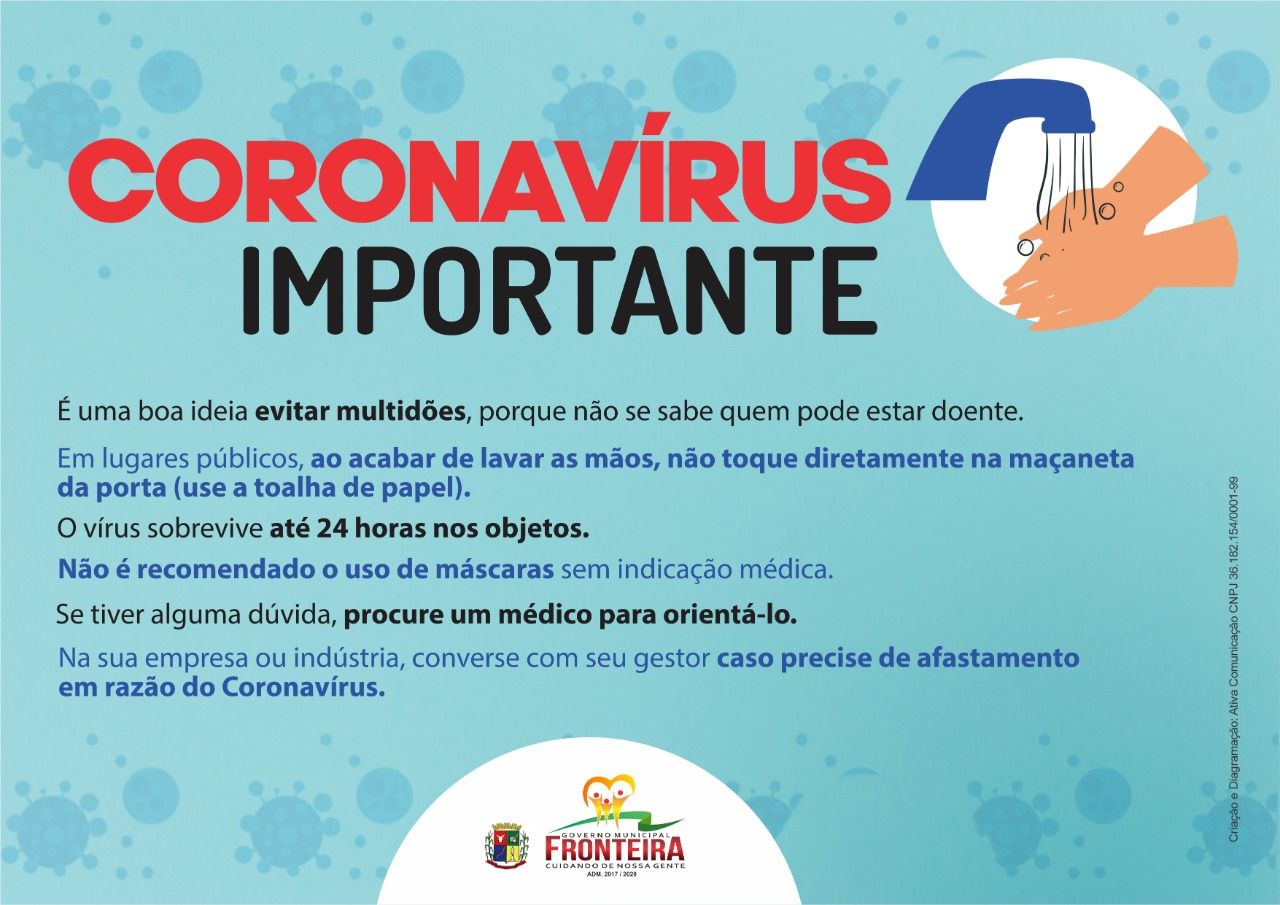 CORONAVÍRUS
IMPORTANTE
É uma boa ideia evitar multidões, porque não se sabe quem pode estar doente.
Em lugares públicos, ao acabar de lavar as mãos, não toque diretamente na maçaneta
da porta (use a toalha de papel).
O vírus sobrevive até 24 horas nos objetos.
Não é recomendado o uso de máscaras sem indicação médica.
Se tiver alguma dúvida, procure um médico para orientá-lo.
Na sua empresa ou indústria, converse com seu gestor caso precise de afastamento
em razão do Coronavírus.
GOVERNO MUNICIPAL
FRONTEIRA
CUIDANDO DE NOSSA GENTE
ADM. 2017 / 2020
Criação e Diagramação: Ativa Comunicação CNPJ 36.182.154/0001-99